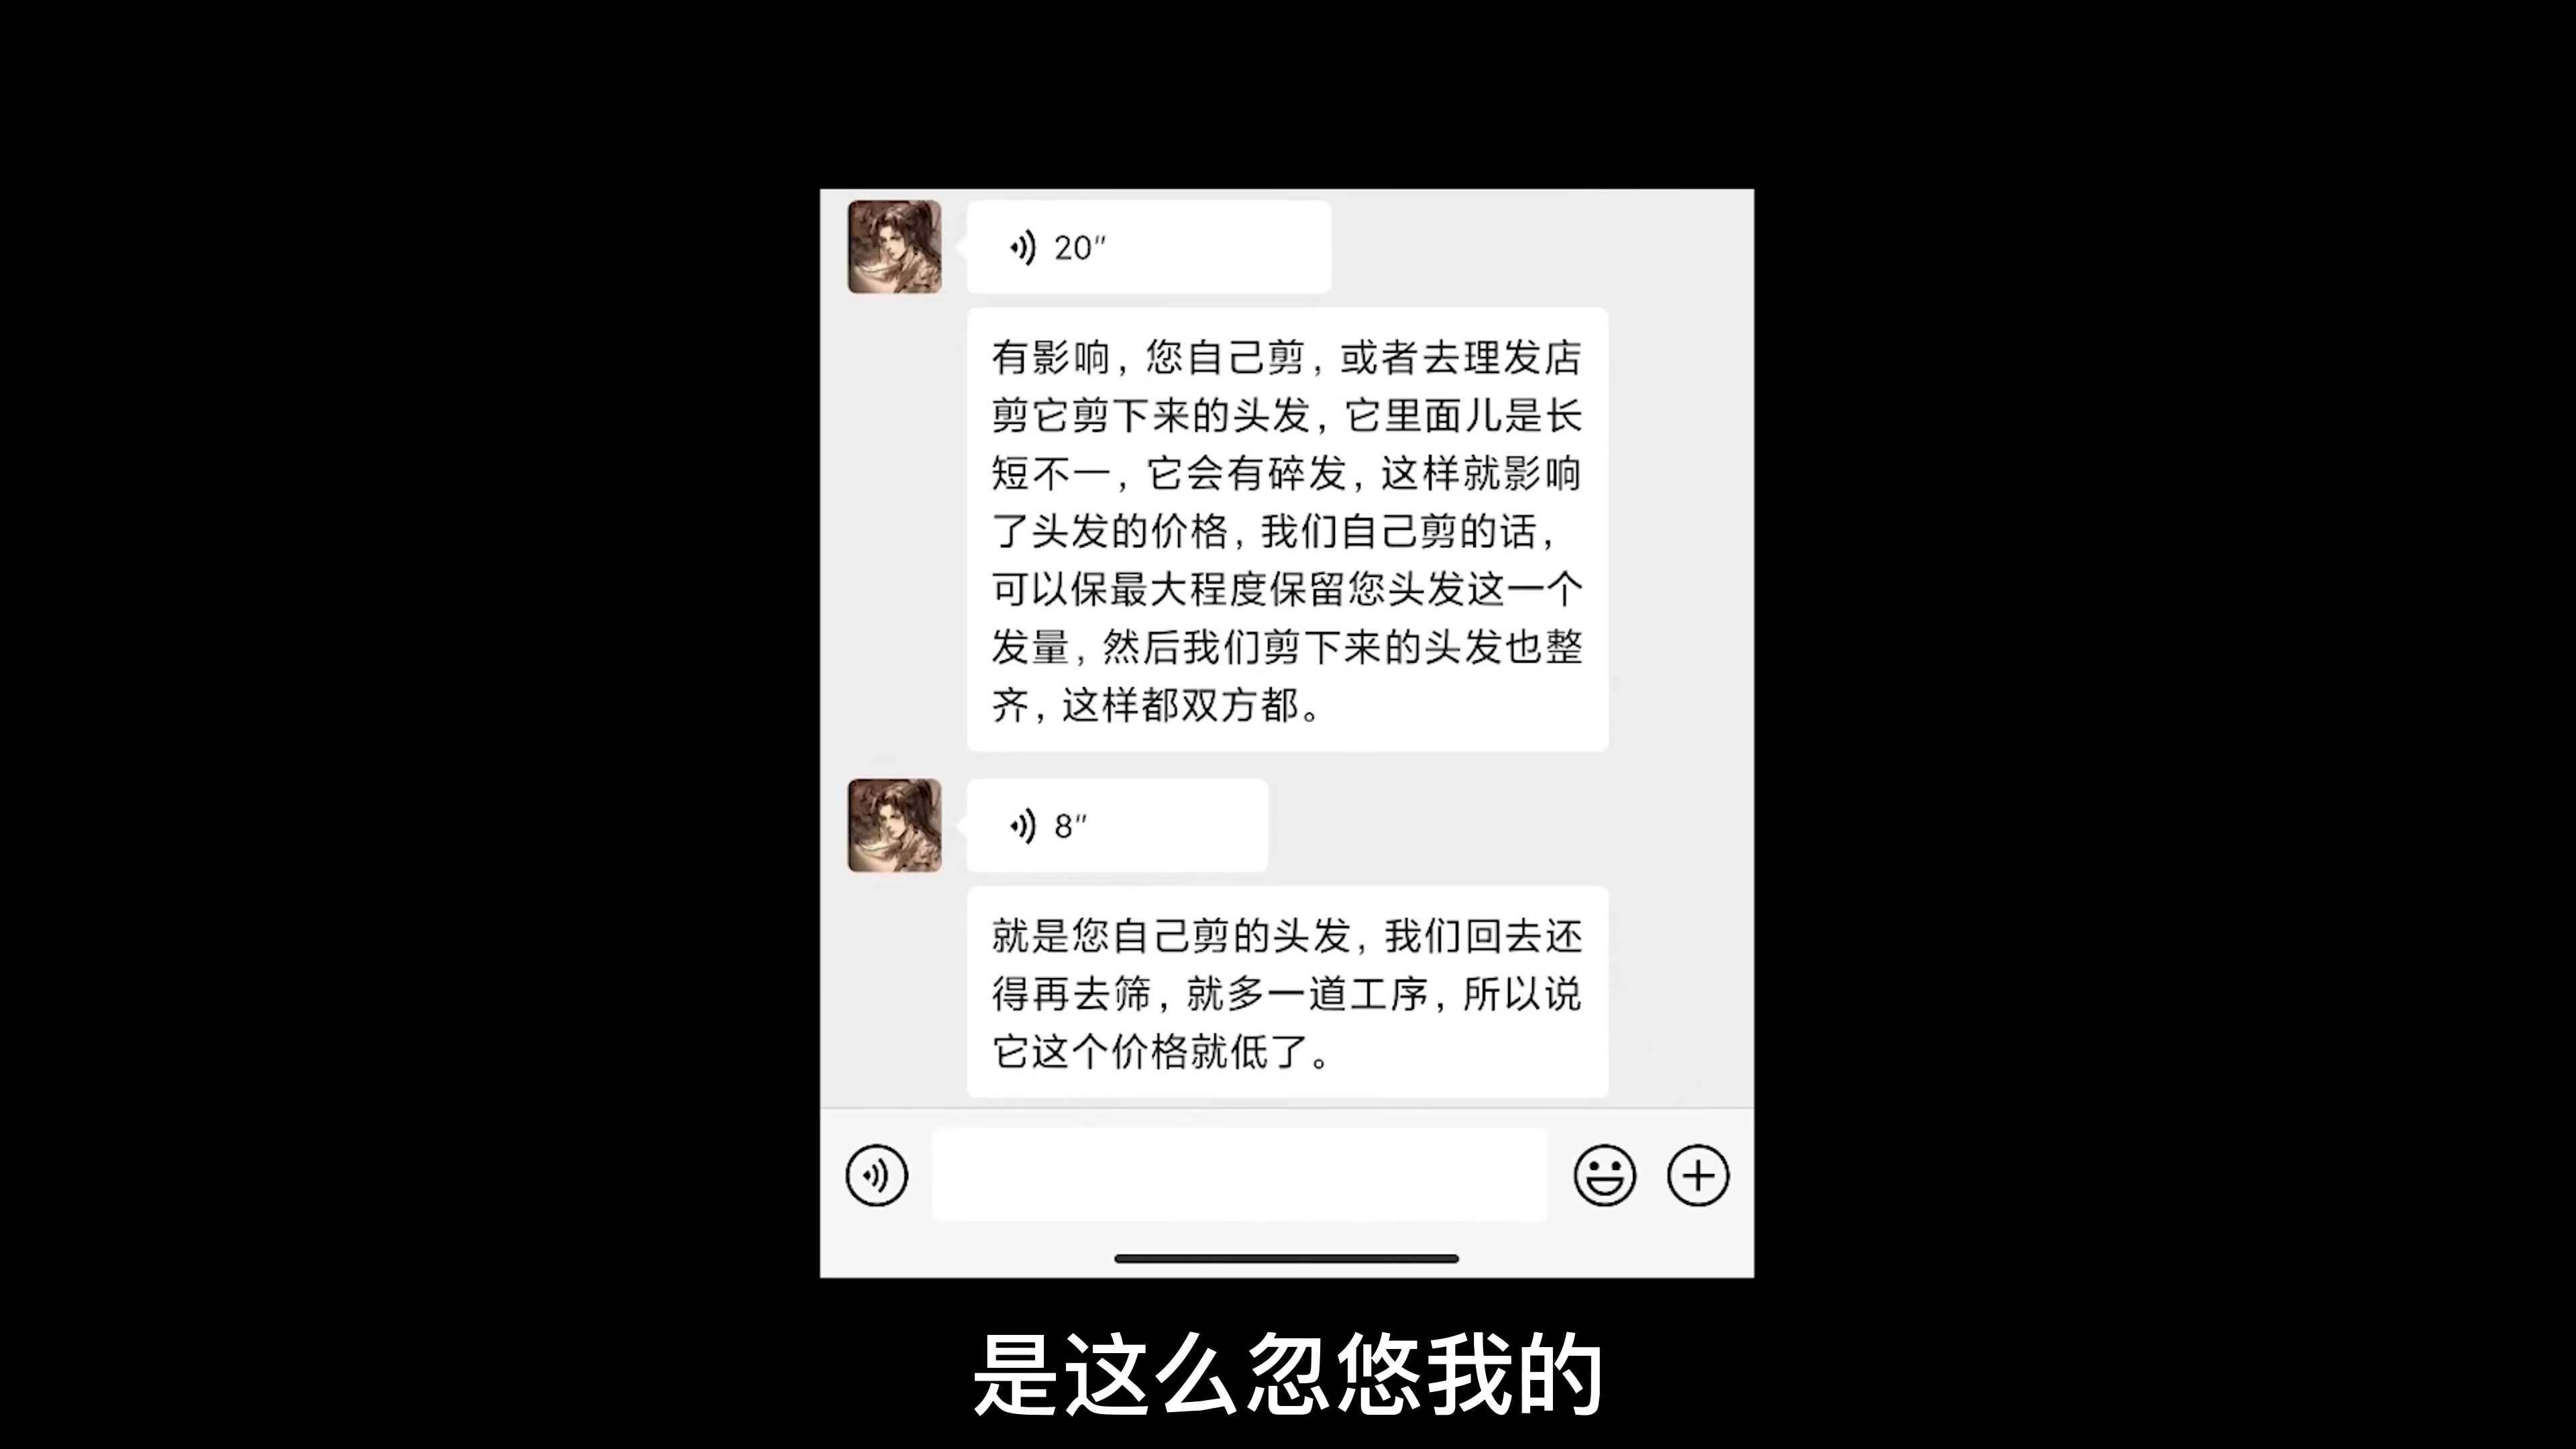 20"
有影响，您自己剪，或者去理发店
剪它剪下来的头发，它里面儿是长
短不一，它会有碎发，这样就影响
了头发的价格，我们自己剪的话，
可以保最大程度保留您头发这一个
发量，然后我们剪下来的头发也整
齐，这样都双方都。
8"
就是您自己剪的头发，我们回去还
得再去筛，就多一道工序，所以说
它这个价格就低了。
是这么忽悠我的